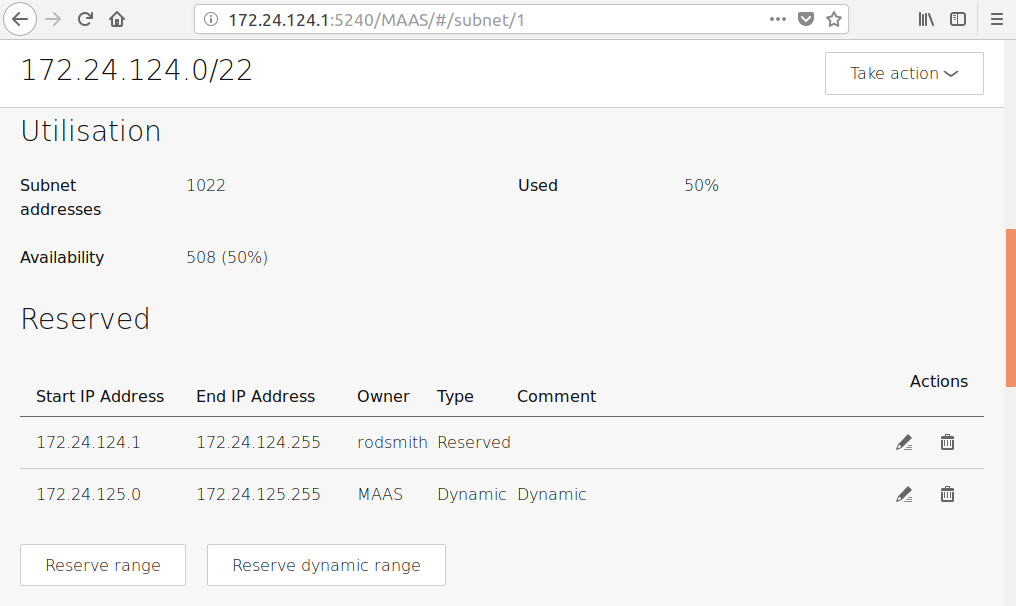 172.24.124.1:5240/MAAS/#/subnet/1
172.24.124.0/22
Take action
Utilisation
Subnet addresses 1022 Used 50%
Availability 508 (50%)
Reserved
Start IP Address End IP Address Owner Type Comment Actions
172.24.124.1 172.24.124.255 rodsmith Reserved
172.24.125.0 172.24.125.255 MAAS Dynamic Dynamic
Reserve range Reserve dynamic range